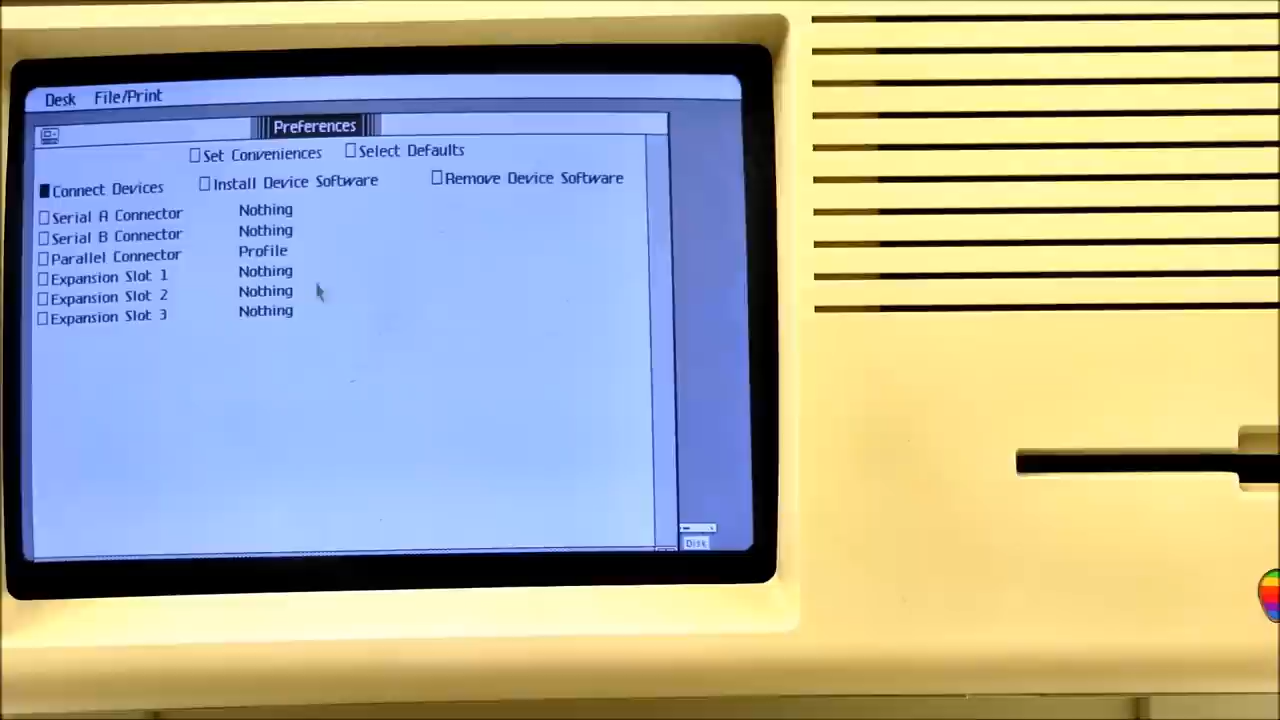 Desk File/Print
Preferences
Set Conveniences Select Defaults
Connect Devices Install Device Software Remove Device Software
Serial A Connector Nothing
Serial B Connector Nothing
Parallel Connector Profile
Expansion Slot 1 Nothing
Expansion Slot 2 Nothing
Expansion Slot 3 Nothing
Disk